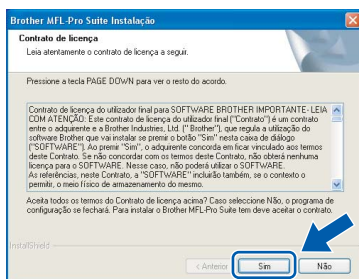 Brother MFL-Pro Suite Instalação
Contrato de licença
Leia atentamente o contrato de licença a seguir.
Pressione a tecla PAGE DOWN para ver o resto do acordo.
Contrato de licença do utilizador final para SOFTWARE BROTHER IMPORTANTE - LEIA
COM ATENÇÃO: Este contrato de licença do utilizador final ("Contrato") é um contrato
entre o adquirente e a Brother Industries, Ltd. (" Brother"), que regula a utilização do
software Brother que vai instalar se premir o botão "Sim" nesta caixa de diálogo
("SOFTWARE"). Ao premir "Sim", o adquirente concorda em ficar vinculado aos termos
deste Contrato. Se não concordar com os termos deste Contrato, não obterá nenhuma
licença para o SOFTWARE. Nesse caso, não poderá utilizar o SOFTWARE.
As referências, neste Contrato, a "SOFTWARE" incluirão também, se o contexto o
permitir, o meio físico de armazenamento do mesmo.
Aceita todos os termos do Contrato de licença acima? Caso seleccione Não, o programa de
configuração se fechará. Para instalar o Brother MFL-Pro Suite tem deve aceitar o contrato.
InstallShield
< Anterior
Sim
Não